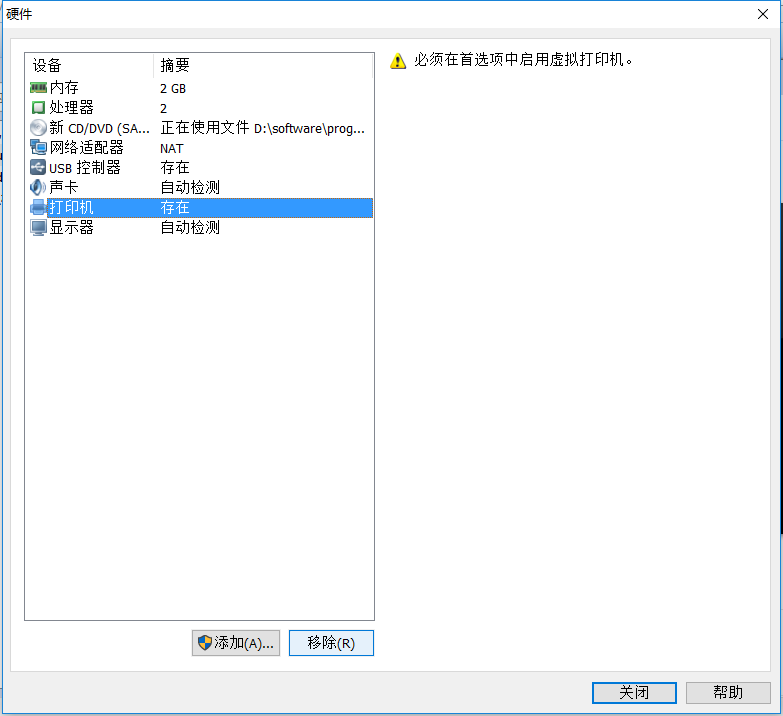 硬件
设备 摘要
内存 2 GB
处理器 2
新 CD/DVD (SA... 正在使用文件 D:\software\prog...
网络适配器 NAT
USB 控制器 存在
声卡 自动检测
打印机 存在
显示器 自动检测
必须在首选项中启用虚拟打印机。
添加(A)... 移除(R)
关闭 帮助